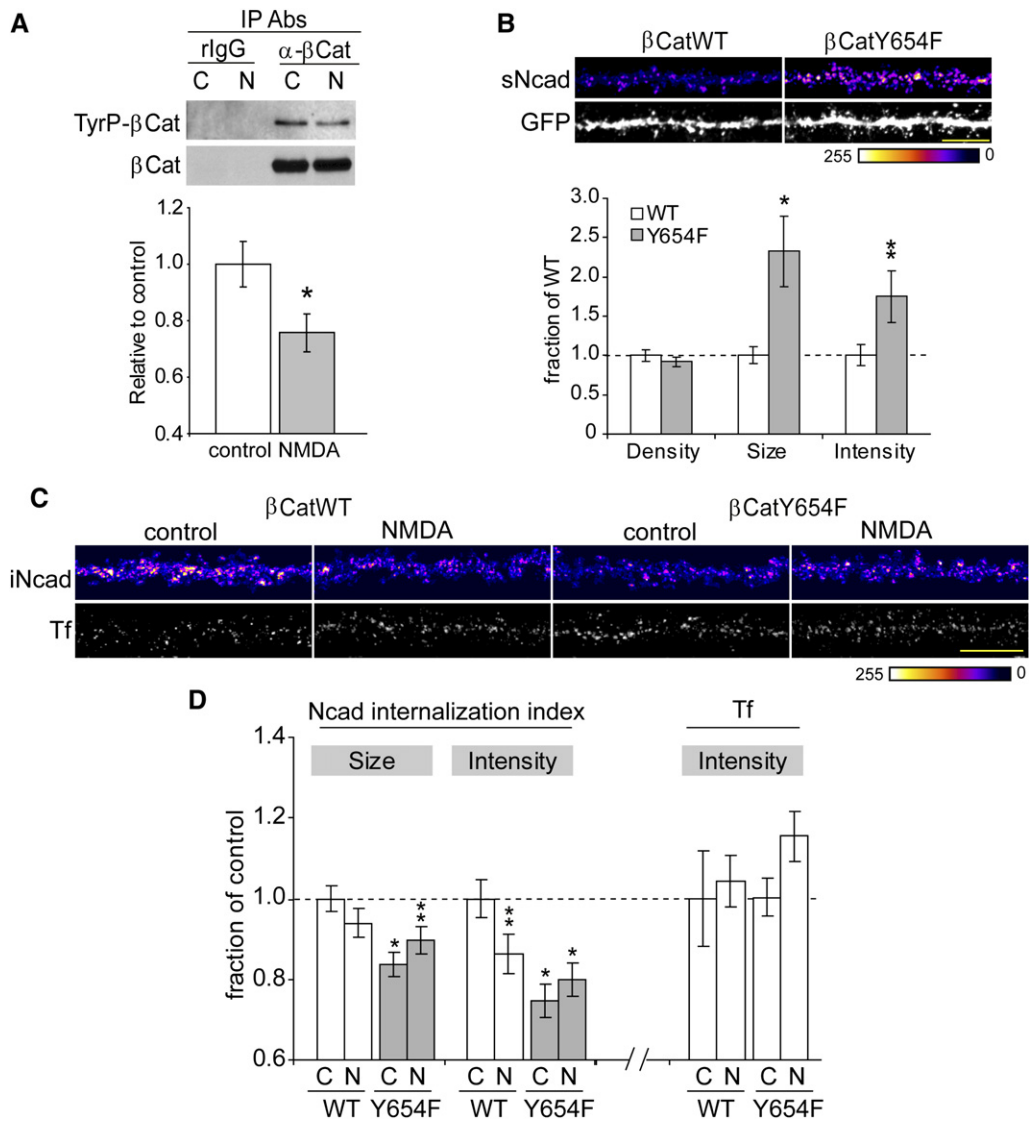 A
IP Abs
rIgG α-βCat
C N C N
TyrP-βCat
βCat
1.2
1.0
0.8
0.6
0.4
Relative to control
*
control NMDA
B
βCatWT βCatY654F
sNcad
GFP
255 0
3.0
2.5
2.0
1.5
1.0
0.5
0
fraction of WT
WT
Y654F
*
**
Density Size Intensity
C
βCatWT βCatY654F
control NMDA control NMDA
iNcad
Tf
255 0
D
Ncad internalization index Tf
Size Intensity Intensity
1.4
1.2
1.0
0.8
0.6
fraction of control
* ** ** * *
C N C N C N C N C N C N
WT Y654F WT Y654F WT Y654F